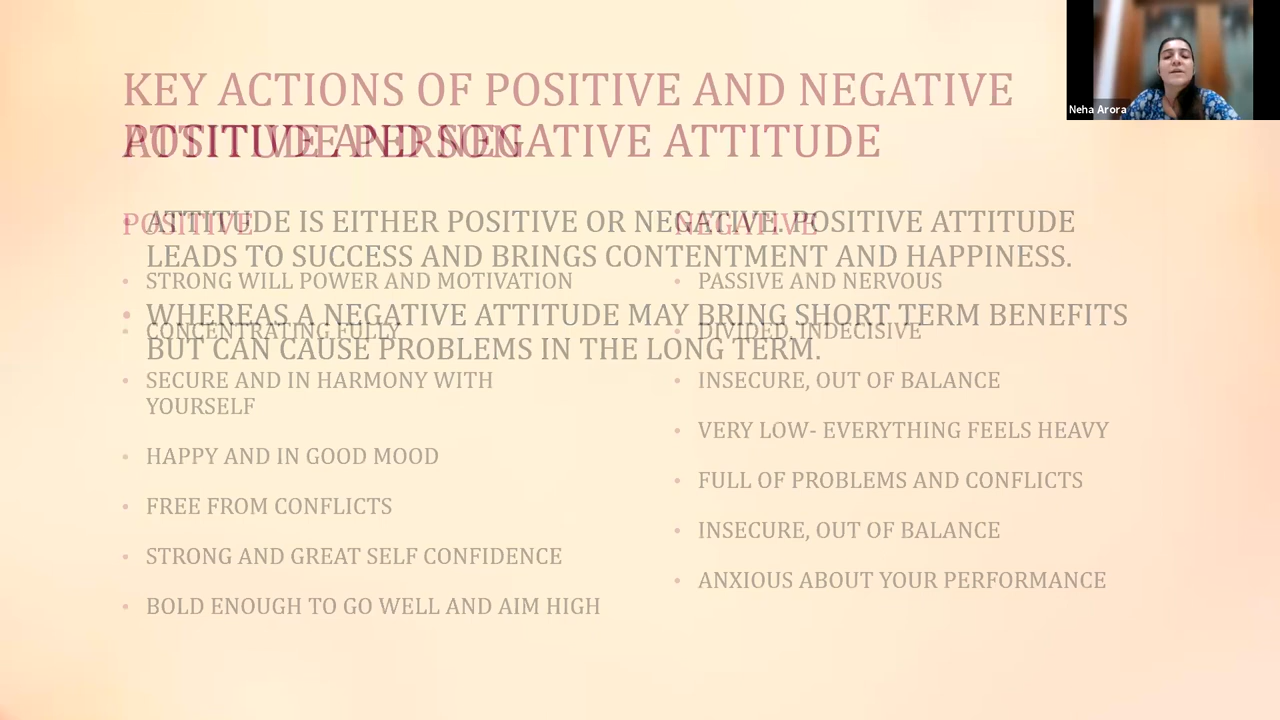 KEY ACTIONS OF POSITIVE AND NEGATIVE
ATTITUDE PERSON
POSITIVE AND NEGATIVE ATTITUDE
POSITIVE
NEGATIVE
• ATTITUDE IS EITHER POSITIVE OR NEGATIVE. POSITIVE ATTITUDE
LEADS TO SUCCESS AND BRINGS CONTENTMENT AND HAPPINESS.
• WHEREAS A NEGATIVE ATTITUDE MAY BRING SHORT TERM BENEFITS
BUT CAN CAUSE PROBLEMS IN THE LONG TERM.
• STRONG WILL POWER AND MOTIVATION
• CONCENTRATING FULLY
• SECURE AND IN HARMONY WITH
YOURSELF
• HAPPY AND IN GOOD MOOD
• FREE FROM CONFLICTS
• STRONG AND GREAT SELF CONFIDENCE
• BOLD ENOUGH TO GO WELL AND AIM HIGH
• PASSIVE AND NERVOUS
• DIVIDED, INDECISIVE
• INSECURE, OUT OF BALANCE
• VERY LOW- EVERYTHING FEELS HEAVY
• FULL OF PROBLEMS AND CONFLICTS
• INSECURE, OUT OF BALANCE
• ANXIOUS ABOUT YOUR PERFORMANCE
Neha Arora